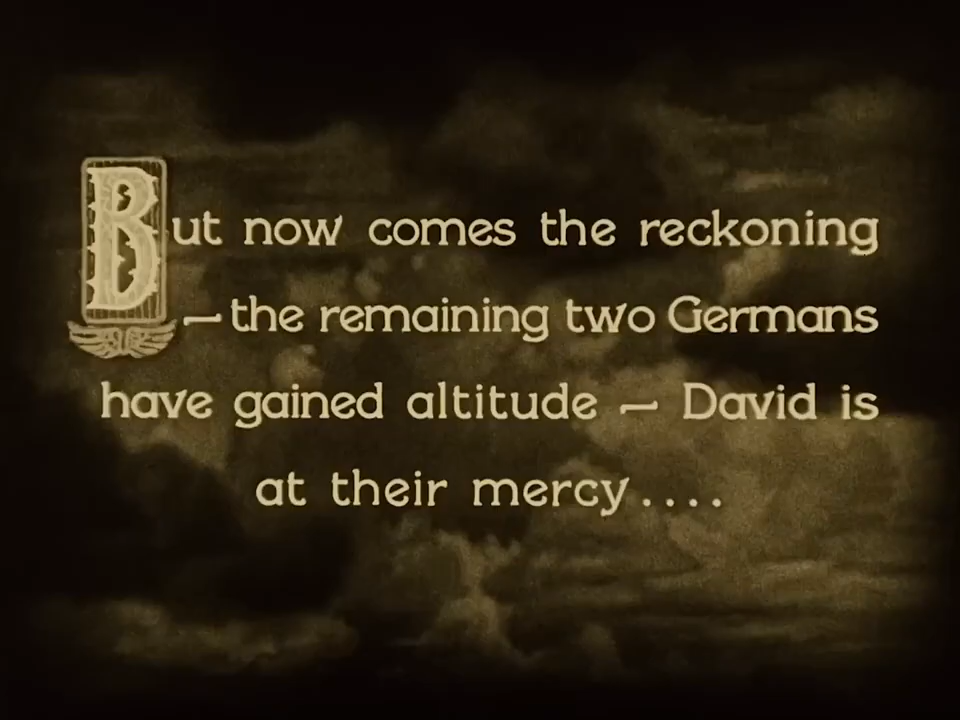 But now comes the reckoning
—the remaining two Germans
have gained altitude — David is
at their mercy....